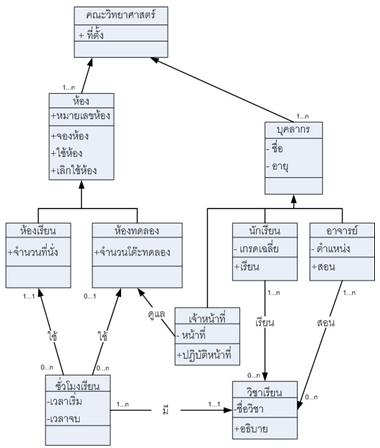 คณะวิทยาศาสตร์
+ ที่ตั้ง
1...n
1...n
ห้อง
+หมายเลขห้อง
+จองห้อง
+ใช้ห้อง
+เลิกใช้ห้อง
บุคลากร
- ชื่อ
- อายุ
ห้องเรียน
+จำนวนที่นั่ง
ห้องทดลอง
+จำนวนโต๊ะทดลอง
นักเรียน
- เกรดเฉลี่ย
+เรียน
อาจารย์
- ตำแหน่ง
+สอน
1...1
0...1
1...n
1...n
ดูแล
เจ้าหน้าที่
- หน้าที่
+ปฏิบัติหน้าที่
ใช้
ใช้
เรียน
สอน
0...n
0...n
ชั่วโมงเรียน
-เวลาเริ่ม
-เวลาจบ
1...n
มี
1...1
0...n
0...n
วิชาเรียน
-ชื่อวิชา
+อธิบาย